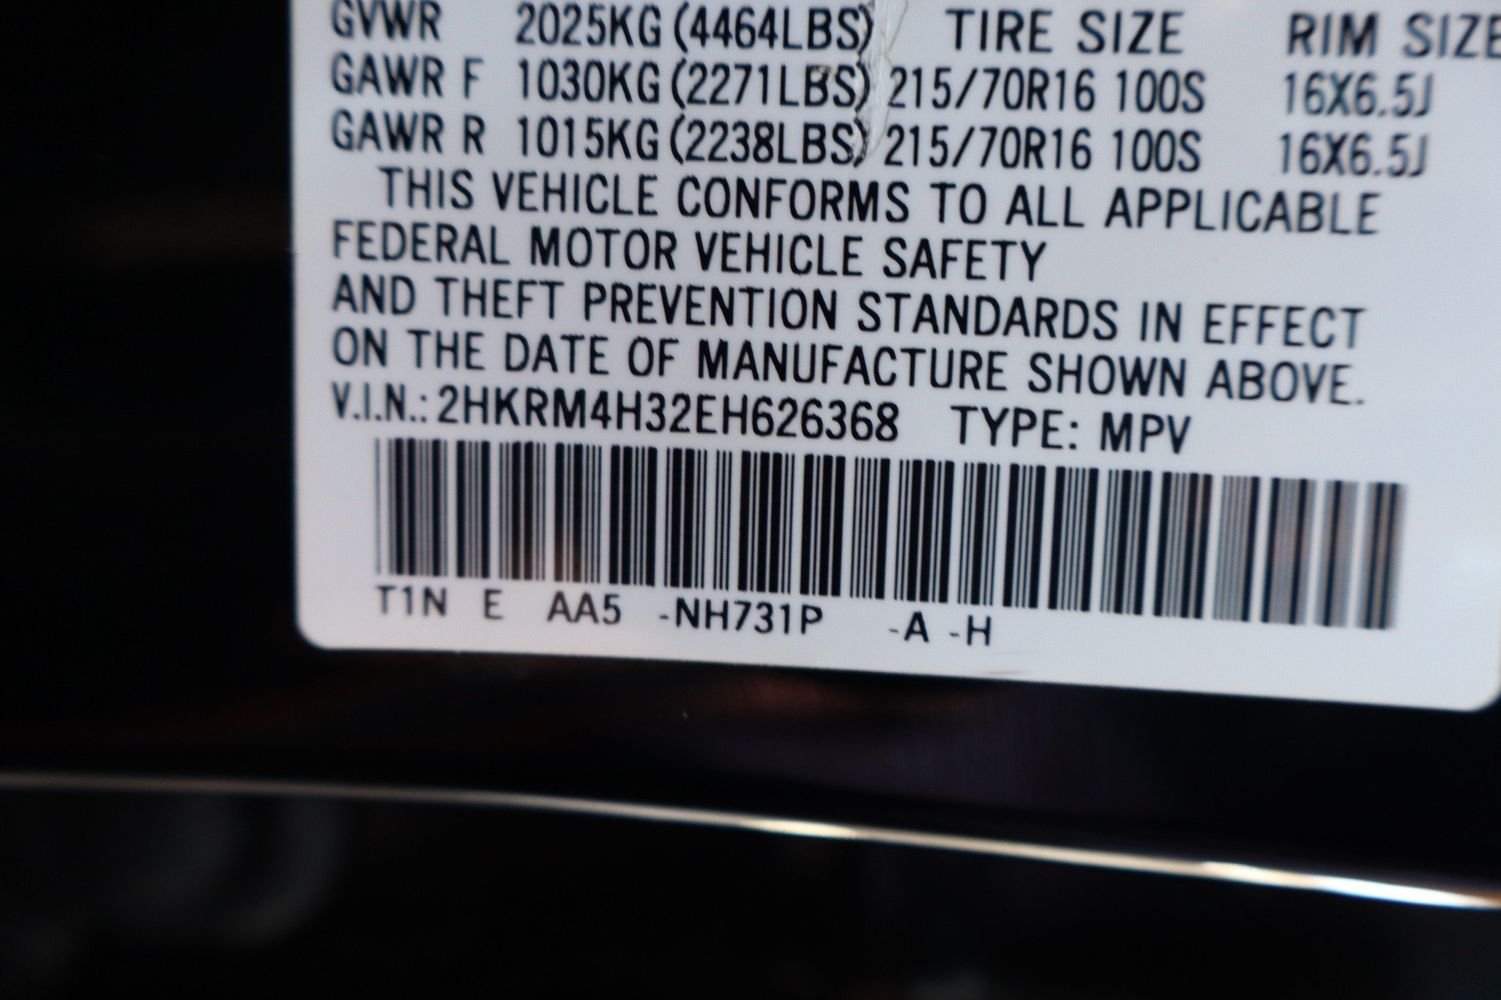 GVWR 2025KG (4464LBS) TIRE SIZE RIM SIZE
GAWR F 1030KG (2271LBS) 215/70R16 100S 16X6.5J
GAWR R 1015KG (2238LBS) 215/70R16 100S 16X6.5J
THIS VEHICLE CONFORMS TO ALL APPLICABLE
FEDERAL MOTOR VEHICLE SAFETY
AND THEFT PREVENTION STANDARDS IN EFFECT
ON THE DATE OF MANUFACTURE SHOWN ABOVE.
V.I.N.: 2HKRM4H32EH626368 TYPE: MPV
T1N E AA5 -NH731P -A -H